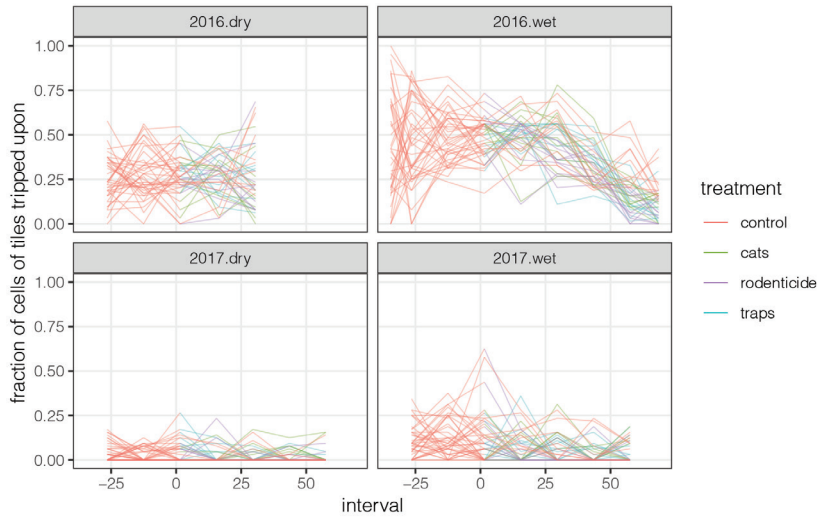 2016.dry
2016.wet
1.00
0.75
0.50
0.25
0.00
2017.dry
2017.wet
1.00
0.75
0.50
0.25
0.00
−25
0
25
50
−25
0
25
50
interval
fraction of cells of tiles tripped upon
treatment
control
cats
rodenticide
traps